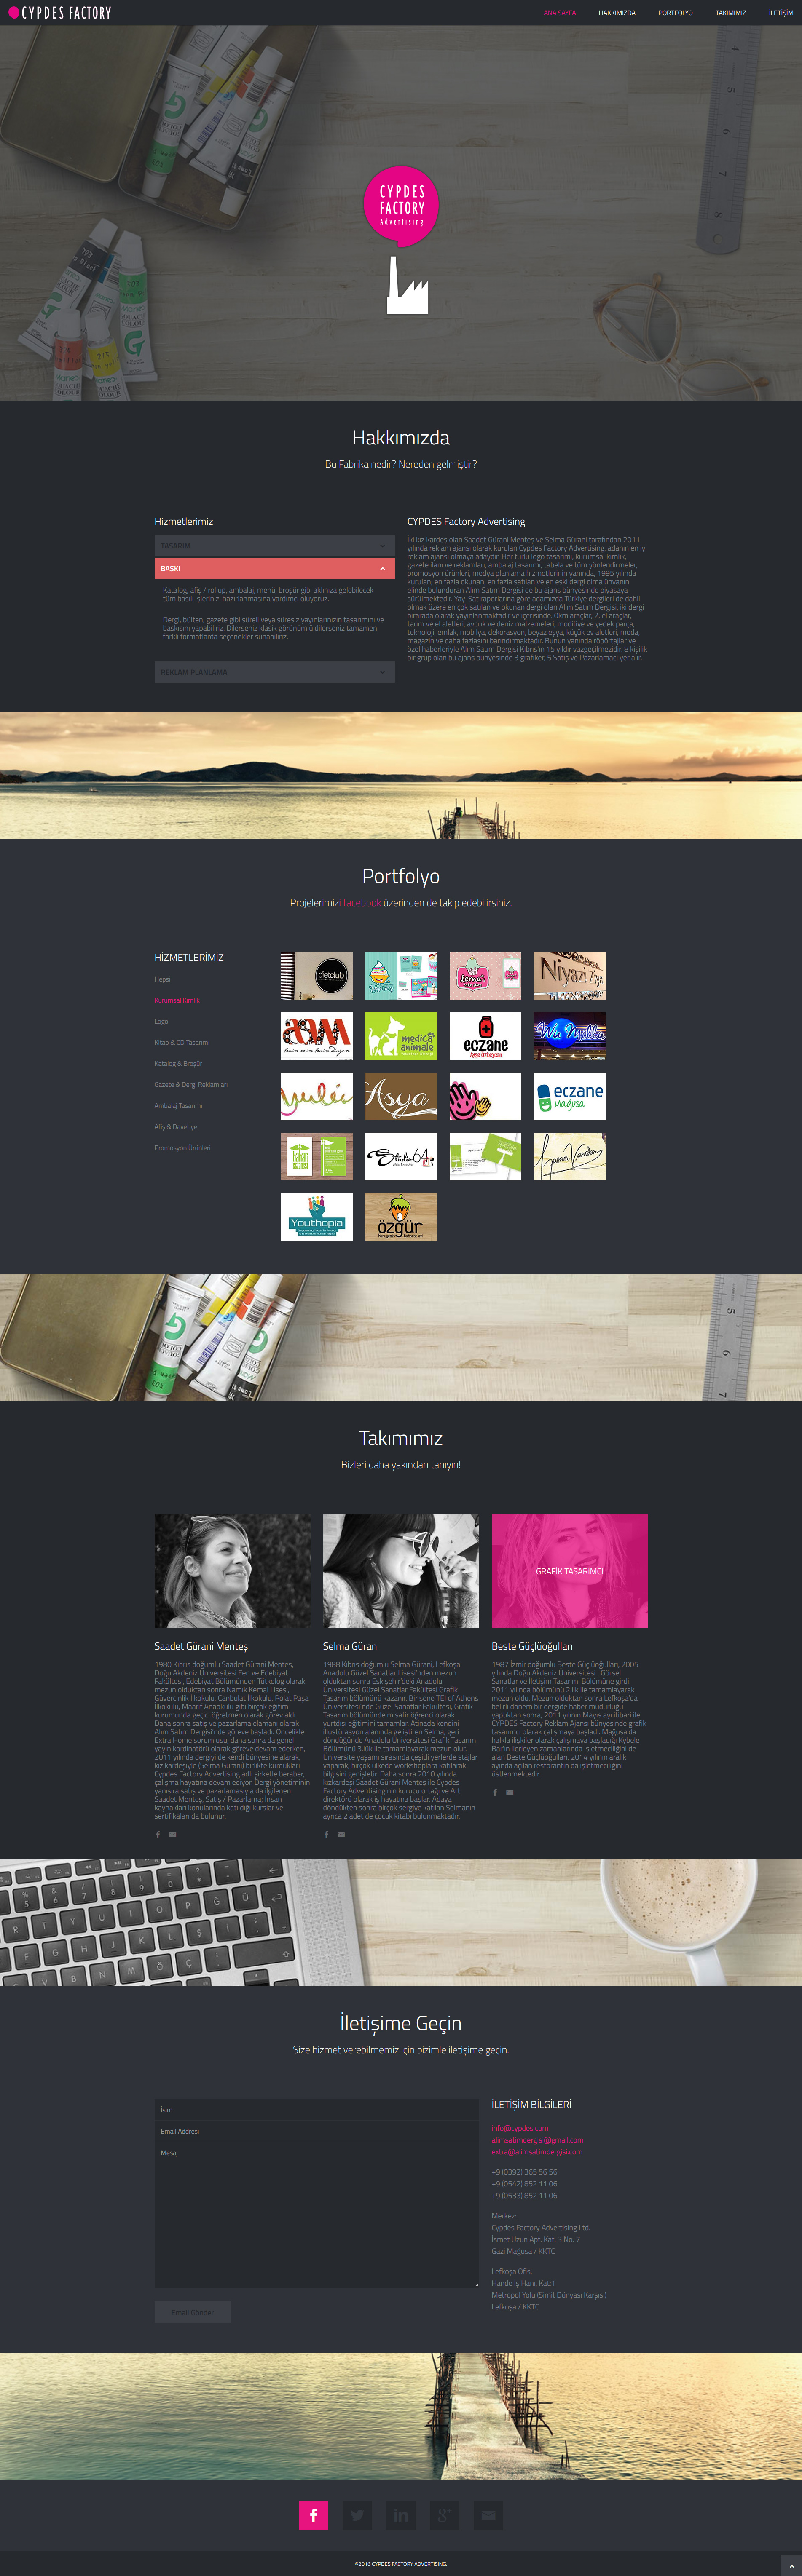 CYPDES FACTORY
ANA SAYFA
HAKKIMIZDA
PORTFOLYO
TAKIMIMIZ
İLETİŞİM
CYPDES
FACTORY
Advertising
Hakkımızda
Bu Fabrika nedir? Nereden gelmiştir?
Hizmetlerimiz
TASARIM
BASKI
Katalog, afiş / rollup, ambalaj, menü, broşür gibi aklınıza gelebilecek
tüm basılı işlerinizi hazırlanmasına yardımcı oluyoruz.
Dergi, bülten, gazete gibi süreli veya süresiz yayınlarınızın tasarımını ve
baskısını yapabiliriz. Dilerseniz klasik görünümlü dilerseniz tamamen
farklı formatlarda seçenekler sunabiliriz.
REKLAM PLANLAMA
CYPDES Factory Advertising
İki kız kardeş olan Saadet Gürani Menteş ve Selma Gürani tarafından 2011
yılında reklam ajansı olarak kurulan Cypdes Factory Advertising, adanın en iyi
reklam ajansı olmaya adaydır. Her türlü logo tasarımı, kurumsal kimlik,
gazete ilanı ve reklamları, ambalaj tasarımı, tabela ve tüm yönlendirmeler,
promosyon ürünleri, medya planlama hizmetlerinin yanında, 1995 yılında
kurulan; en fazla okunan, en fazla satılan ve en eski dergi olma ünvanını
elinde bulunduran Alım Satım Dergisi de bu ajans bünyesinde piyasaya
sürülmektedir. Yay-Sat raporlarına göre adamızda Türkiye dergileri de dahil
olmak üzere en çok satılan ve okunan dergi olan Alım Satım Dergisi, iki dergi
birarada olarak yayınlanmaktadır ve içerisinde: 0km araçlar, 2. el araçlar,
tarım ve el aletleri, avcılık ve deniz malzemeleri, modifiye ve yedek parça,
teknoloji, emlak, mobilya, dekorasyon, beyaz eşya, küçük ev aletleri, moda,
magazin ve daha fazlasını barındırmaktadır. Bunun yanında röportajlar ve
özel haberleriyle Alım Satım Dergisi Kıbrıs'ın 15 yıldır vazgeçilmezidir. 8 kişilik
bir grup olan bu ajans bünyesinde 3 grafiker, 5 Satış ve Pazarlamacı yer alır.
Portfolyo
Projelerimizi facebook üzerinden de takip edebilirsiniz.
HİZMETLERİMİZ
Hepsi
Kurumsal Kimlik
Logo
Kitap & CD Tasarımı
Katalog & Broşür
Gazete & Dergi Reklamları
Ambalaj Tasarımı
Afiş & Davetiye
Promosyon Ürünleri
dietclub
Niyazi
medica
animale
eczane
Ayşe Özbeyzan
Asya
eczane
mağusa
Studio 64
Youthopia
özgür
Takımımız
Bizleri daha yakından tanıyın!
GRAFİK TASARIMCI
Saadet Gürani Menteş
1980 Kıbrıs doğumlu Saadet Gürani Menteş,
Doğu Akdeniz Üniversitesi Fen ve Edebiyat
Fakültesi, Edebiyat Bölümünden Türkolog olarak
mezun olduktan sonra Namık Kemal Lisesi,
Güvercinlik İlkokulu, Canbulat İlkokulu, Polat Paşa
İlkokulu, Maarif Anaokulu gibi birçok eğitim
kurumunda geçici öğretmen olarak görev aldı.
Daha sonra satış ve pazarlama elamanı olarak
Alım Satım Dergisi'nde göreve başladı. Öncelikle
Extra Home sorumlusu, daha sonra da genel
yayın kordinatörü olarak göreve devam ederken,
2011 yılında dergiyi de kendi bünyesine alarak,
kız kardeşiyle (Selma Gürani) birlikte kurdukları
Cypdes Factory Advertising adlı şirketle beraber,
çalışma hayatına devam ediyor. Dergi yönetiminin
yanısıra satış ve pazarlamasıyla da ilgilenen
Saadet Menteş, Satış / Pazarlama; İnsan
kaynakları konularında katıldığı kurslar ve
sertifikaları da bulunur.
Selma Gürani
1988 Kıbrıs doğumlu Selma Gürani, Lefkoşa
Anadolu Güzel Sanatlar Lisesi'nden mezun
olduktan sonra Eskişehir'deki Anadolu
Üniversitesi Güzel Sanatlar Fakültesi Grafik
Tasarım bölümünü kazanır. Bir sene TEI of Athens
Üniversitesi'nde Güzel Sanatlar Fakültesi, Grafik
Tasarım bölümünde misafir öğrenci olarak
yurtdışı eğitimini tamamlar. Atinada kendini
illüstrasyon alanında geliştiren Selma, geri
döndüğünde Anadolu Üniversitesi Grafik Tasarım
Bölümünü 3.lük ile tamamlayarak mezun olur.
Üniversite yaşamı sırasında çeşitli yerlerde stajlar
yaparak, birçok ülkede workshoplara katılarak
bilgisini genişletir. Daha sonra 2010 yılında
kızkardeşi Saadet Gürani Menteş ile Cypdes
Factory Advertising'nin kurucu ortağı ve Art
direktörü olarak iş hayatına başlar. Adaya
döndükten sonra birçok sergiye katılan Selmanın
ayrıca 2 adet de çocuk kitabı bulunmaktadır.
Beste Güçlüoğulları
1987 İzmir doğumlu Beste Güçlüoğulları, 2005
yılında Doğu Akdeniz Üniversitesi | Görsel
Sanatlar ve İletişim Tasarımı Bölümüne girdi.
2011 yılında bölümünü 2.lik ile tamamlayarak
mezun oldu. Mezun olduktan sonra Lefkoşa'da
belirli dönem bir dergide haber müdürlüğü
yaptıktan sonra, 2011 yılının Mayıs ayı itibari ile
CYPDES Factory Reklam Ajansı bünyesinde grafik
tasarımcı olarak çalışmaya başladı. Mağusa'da
halkla ilişkiler olarak çalışmaya başladığı Kybele
Bar'ın ilerleyen zamanlarında işletmeciliğini de
alan Beste Güçlüoğulları, 2014 yılının aralık
ayında açılan restorantın da işletmeciliğini
üstlenmektedir.
İletişime Geçin
Size hizmet verebilmemiz için bizimle iletişime geçin.
İsim
Email Addresi
Mesaj
Email Gönder
İLETİŞİM BİLGİLERİ
info@cypdes.com
alimsatimdergisi@gmail.com
extra@alimsatimdergisi.com
+9 (0392) 365 56 56
+9 (0542) 852 11 06
+9 (0533) 852 11 06
Merkez:
Cypdes Factory Advertising Ltd.
İsmet Uzun Apt. Kat: 3 No: 7
Gazi Mağusa / KKTC
Lefkoşa Ofis:
Hande İş Hanı, Kat:1
Metropol Yolu (Simit Dünyası Karşısı)
Lefkoşa / KKTC
©2016 CYPDES FACTORY ADVERTISING.